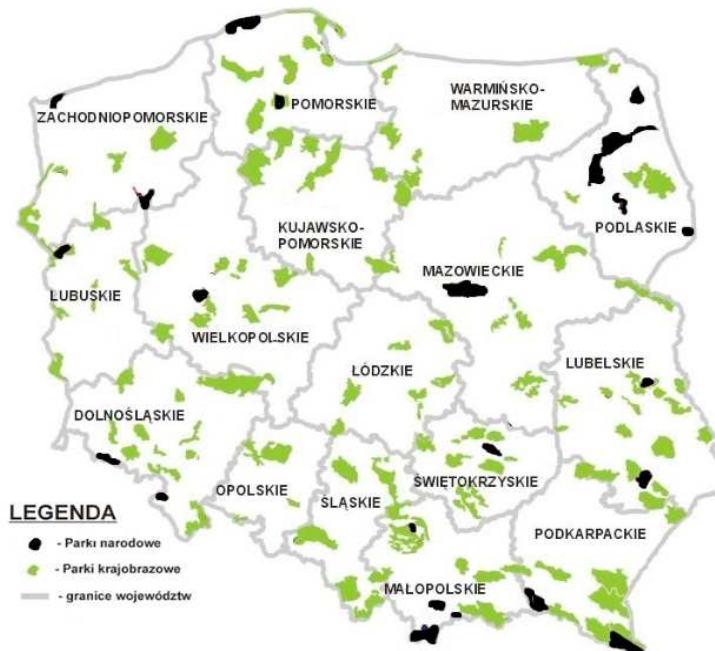 WARMIŃSKO-
MAZURSKIE
POMORSKIE
ZACHODNIOPOMORSKIE
PODLASKIE
KUJAWSKO-
POMORSKIE
MAZOWIECKIE
LUBUSKIE
WIELKOPOLSKIE
ŁÓDZKIE
LUBELSKIE
DOLNOŚLĄSKIE
OPOLSKIE
ŚLĄSKIE
ŚWIĘTOKRZYSKIE
PODKARPACKIE
MAŁOPOLSKIE
LEGENDA
- Parki narodowe
- Parki krajobrazowe
- granice województw